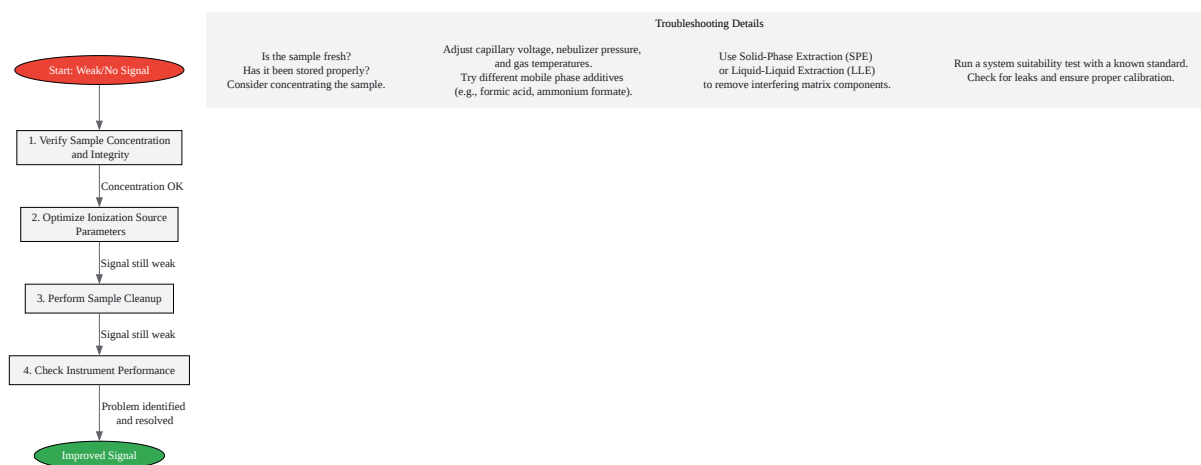 Troubleshooting Details
Start: Weak/No Signal
Is the sample fresh?
Has it been stored properly?
Consider concentrating the sample.
Adjust capillary voltage, nebulizer pressure,
and gas temperatures.
Try different mobile phase additives
(e.g., formic acid, ammonium formate).
Use Solid-Phase Extraction (SPE)
or Liquid-Liquid Extraction (LLE)
to remove interfering matrix components.
Run a system suitability test with a known standard.
Check for leaks and ensure proper calibration.
1. Verify Sample Concentration
and Integrity
Concentration OK
2. Optimize Ionization Source
Parameters
Signal still weak
3. Perform Sample Cleanup
Signal still weak
4. Check Instrument Performance
Problem identified
and resolved
Improved Signal